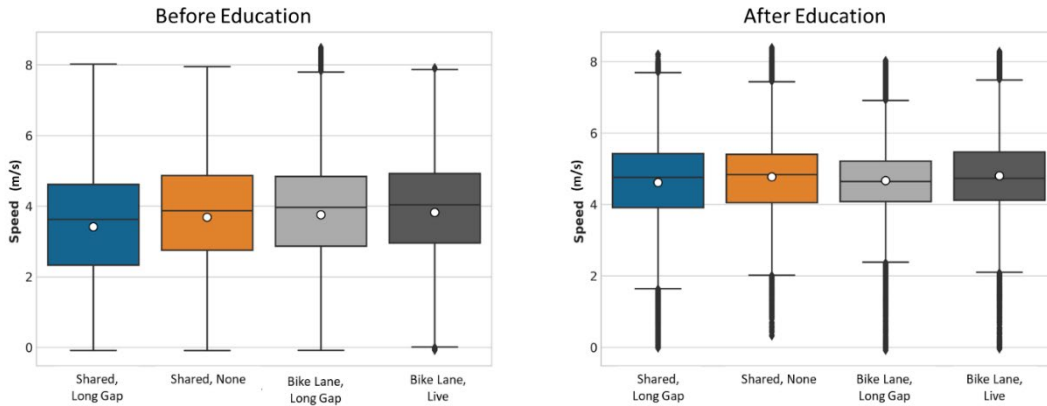 Before Education
Speed (m/s)
8
6
4
2
0
Shared,
Long Gap
Shared, None
Bike Lane,
Long Gap
Bike Lane,
Live
After Education
Speed (m/s)
8
6
4
2
0
Shared,
Long Gap
Shared, None
Bike Lane,
Long Gap
Bike Lane,
Live